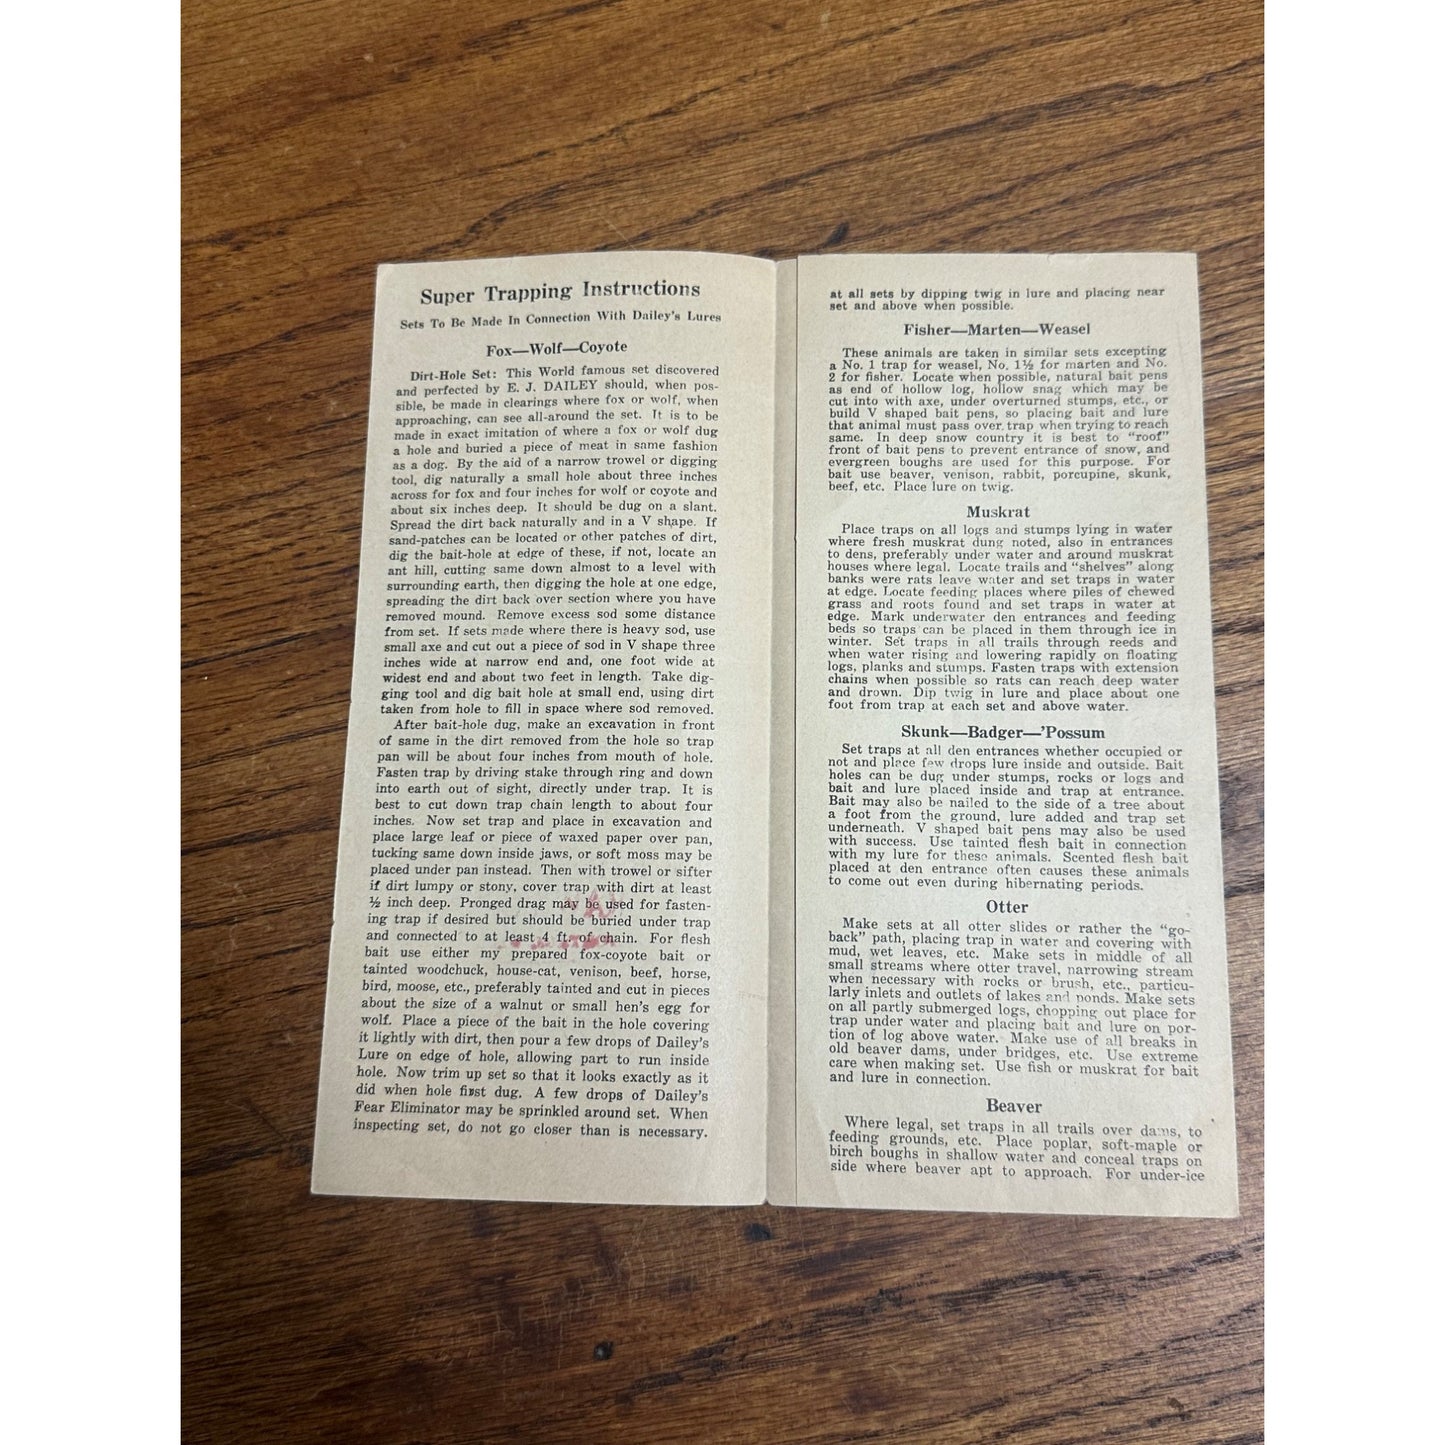 Super Trapping Instructions
Sets To Be Made In Connection With Dailey's Lures
Fox—Wolf—Coyote
Dirt-Hole Set: This World famous set discovered
and perfected by E. J. DAILEY should, when pos-
sible, be made in clearings where fox or wolf, when
approaching, can see all-around the set. It is to be
made in exact imitation of where a fox or wolf dug
a hole and buried a piece of meat in same fashion
as a dog. By the aid of a narrow trowel or digging
tool, dig naturally a small hole about three inches
across for fox and four inches for wolf or coyote and
about six inches deep. It should be dug on a slant.
Spread the dirt back naturally and in a V shape. If
sand-patches can be located or other patches of dirt,
dig the bait-hole at edge of these, if not, locate an
ant hill, cutting same down almost to a level with
surrounding earth, then digging the hole at one edge,
spreading the dirt back over section where you have
removed mound. Remove excess sod some distance
from set. If sets made where there is heavy sod, use
small axe and cut out a piece of sod in V shape three
inches wide at narrow end and, one foot wide at
widest end and about two feet in length. Take dig-
ging tool and dig bait hole at small end, using dirt
taken from hole to fill in space where sod removed.
After bait-hole dug, make an excavation in front
of same in the dirt removed from the hole so trap
pan will be about four inches from mouth of hole.
Fasten trap by driving stake through ring and down
into earth out of sight, directly under trap. It is
best to cut down trap chain length to about four
inches. Now set trap and place in excavation and
place large leaf or piece of waxed paper over pan,
tucking same down inside jaws, or soft moss may be
placed under pan instead. Then with trowel or sifter
if dirt lumpy or stony, cover trap with dirt at least
½ inch deep. Pronged drag may be used for fasten-
ing trap if desired but should be buried under trap
and connected to at least 4 ft. of chain. For flesh
bait use either my prepared fox-coyote bait or
tainted woodchuck, house-cat, venison, beef, horse,
bird, moose, etc., preferably tainted and cut in pieces
about the size of a walnut or small hen's egg for
wolf. Place a piece of the bait in the hole covering
it lightly with dirt, then pour a few drops of Dailey's
Lure on edge of hole, allowing part to run inside
hole. Now trim up set so that it looks exactly as it
did when hole first dug. A few drops of Dailey's
Fear Eliminator may be sprinkled around set. When
inspecting set, do not go closer than is necessary.
at all sets by dipping twig in lure and placing near
set and above when possible.
Fisher—Marten—Weasel
These animals are taken in similar sets excepting
a No. 1 trap for weasel, No. 1½ for marten and No.
2 for fisher. Locate when possible, natural bait pens
as end of hollow log, hollow snag which may be
cut into with axe, under overturned stumps, etc., or
build V shaped bait pens, so placing bait and lure
that animal must pass over trap when trying to reach
same. In deep snow country it is best to "roof"
front of bait pens to prevent entrance of snow, and
evergreen boughs are used for this purpose. For
bait use beaver, venison, rabbit, porcupine, skunk,
beef, etc. Place lure on twig.
Muskrat
Place traps on all logs and stumps lying in water
where fresh muskrat dung noted, also in entrances
to dens, preferably under water and around muskrat
houses where legal. Locate trails and "shelves" along
banks were rats leave water and set traps in water
at edge. Locate feeding places where piles of chewed
grass and roots found and set traps in water at
edge. Mark underwater den entrances and feeding
beds so traps can be placed in them through ice in
winter. Set traps in all trails through reeds and
when water rising and lowering rapidly on floating
logs, planks and stumps. Fasten traps with extension
chains when possible so rats can reach deep water
and drown. Dip twig in lure and place about one
foot from trap at each set and above water.
Skunk—Badger—'Possum
Set traps at all den entrances whether occupied or
not and place few drops lure inside and outside. Bait
holes can be dug under stumps, rocks or logs and
bait and lure placed inside and trap at entrance.
Bait may also be nailed to the side of a tree about
a foot from the ground, lure added and trap set
underneath. V shaped bait pens may also be used
with success. Use tainted flesh bait in connection
with my lure for these animals. Scented flesh bait
placed at den entrance often causes these animals
to come out even during hibernating periods.
Otter
Make sets at all otter slides or rather the "go-
back" path, placing trap in water and covering with
mud, wet leaves, etc. Make sets in middle of all
small streams where otter travel, narrowing stream
when necessary with rocks or brush, etc., particu-
larly inlets and outlets of lakes and ponds. Make sets
on all partly submerged logs, chopping out place for
trap under water and placing bait and lure on por-
tion of log above water. Make use of all breaks in
old beaver dams, under bridges, etc. Use extreme
care when making set. Use fish or muskrat for bait
and lure in connection.
Beaver
Where legal, set traps in all trails over dams, to
feeding grounds, etc. Place poplar, soft-maple or
birch boughs in shallow water and conceal traps on
side where beaver apt to approach. For under-ice